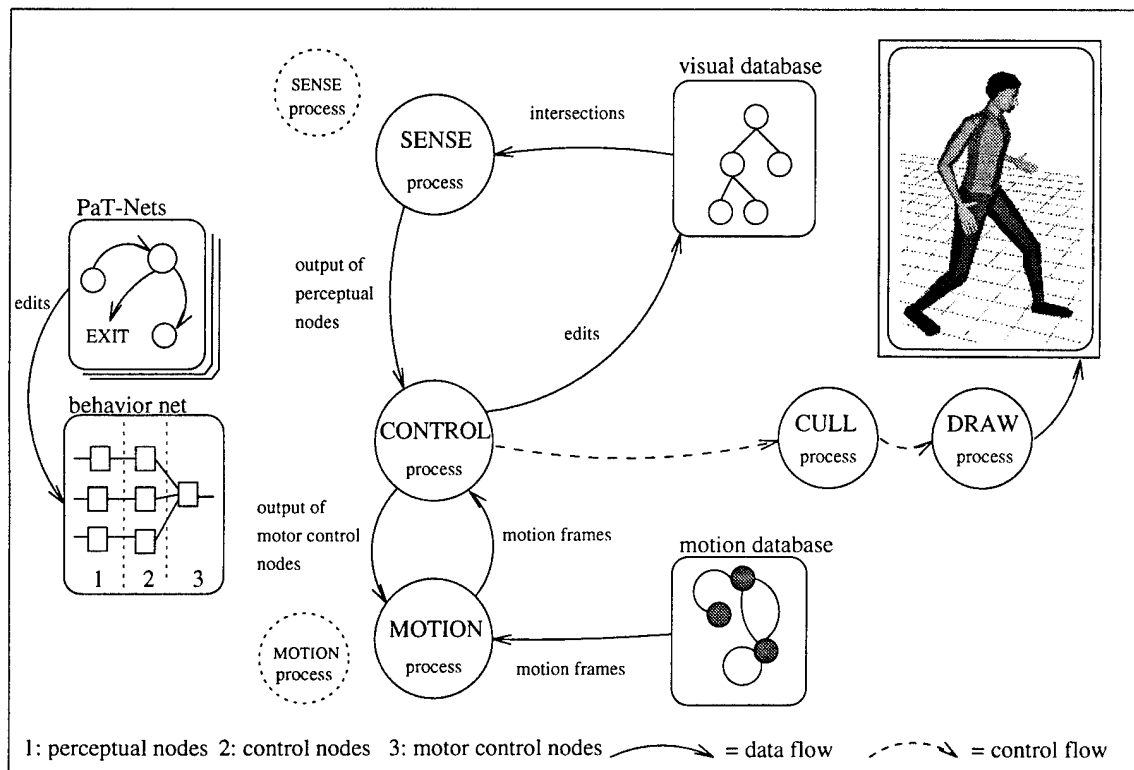 SENSE
process
visual database
intersections
SENSE
process
PaT-Nets
EXIT
edits
output of
perceptual
nodes
edits
behavior net
1 2 3
CONTROL
process
CULL
process
DRAW
process
output of
motor control
nodes
motion frames
motion database
MOTION
process
MOTION
process
motion frames
1: perceptual nodes 2: control nodes 3: motor control nodes = data flow = control flow